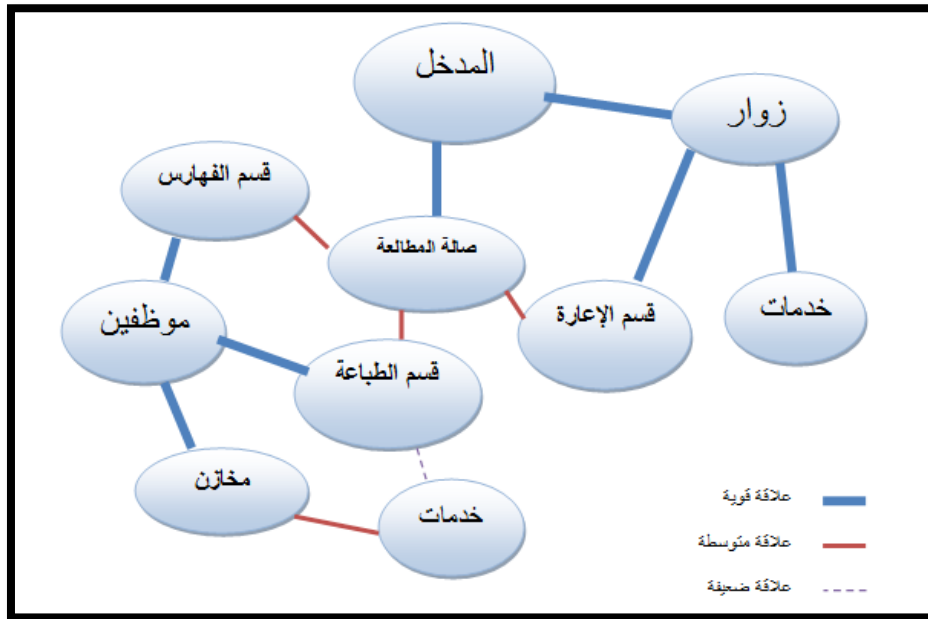 المدخل
زوار
قسم الفهارس
صالة المطالعة
موظفين
قسم الإعارة
خدمات
قسم الطباعة
مخازن
خدمات
علاقة قوية
علاقة متوسطة
علاقة ضعيفة